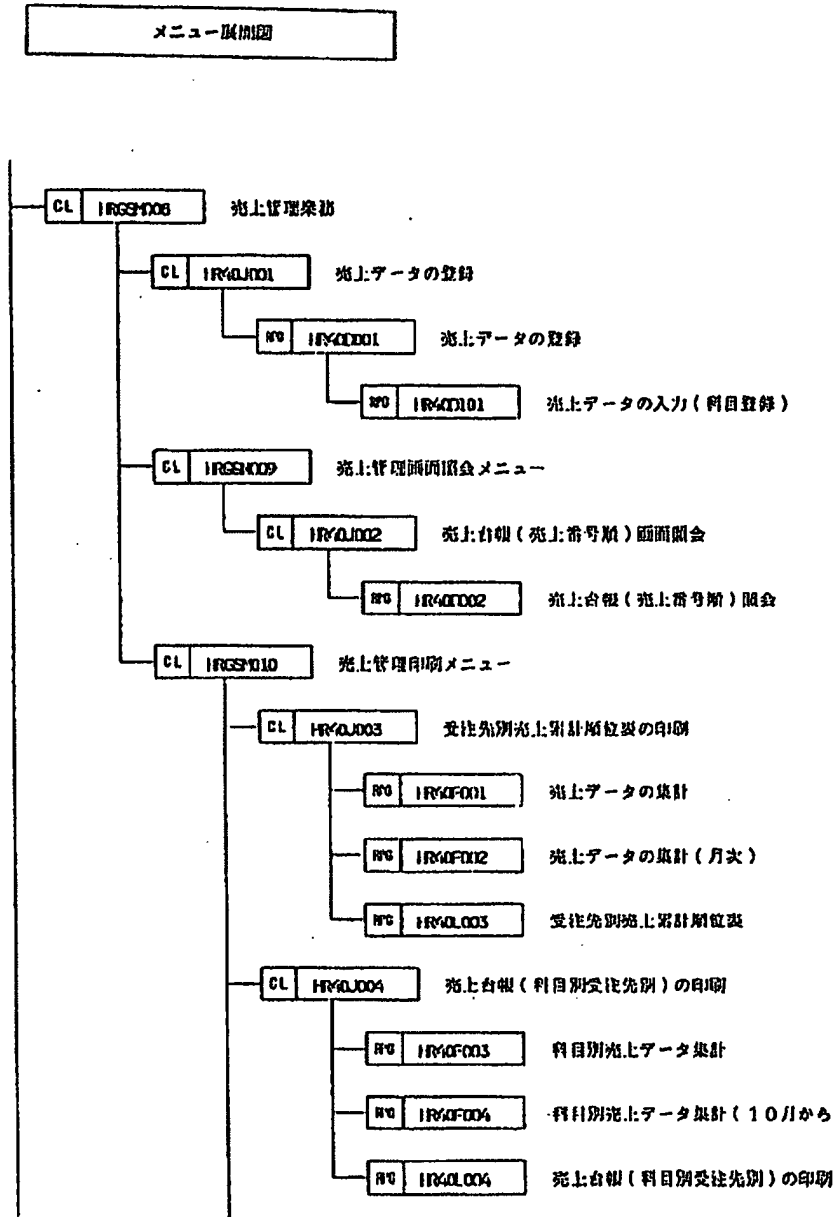 メニュー展開図
CL HRGSM008 売上管理業務
CL HR40J001 売上データの登録
RPG HR40D001 売上データの登録
RPG HR40D101 売上データの入力(科目登録)
CL HRGSM009 売上管理画面照会メニュー
CL HR40J002 売上台帳(売上番号順)画面照会
RPG HR40D002 売上台帳(売上番号順)照会
CL HRGSM010 売上管理印刷メニュー
CL HR40J003 受注先別売上累計順位表の印刷
RPG HR40F001 売上データの集計
RPG HR40F002 売上データの集計(月次)
RPG HR40L003 受注先別売上累計順位表
CL HR40J004 売上台帳(科目別受注先別)の印刷
RPG HR40F003 科目別売上データ集計
RPG HR40F004 科目別売上データ集計(10月から
RPG HR40L004 売上台帳(科目別受注先別)の印刷